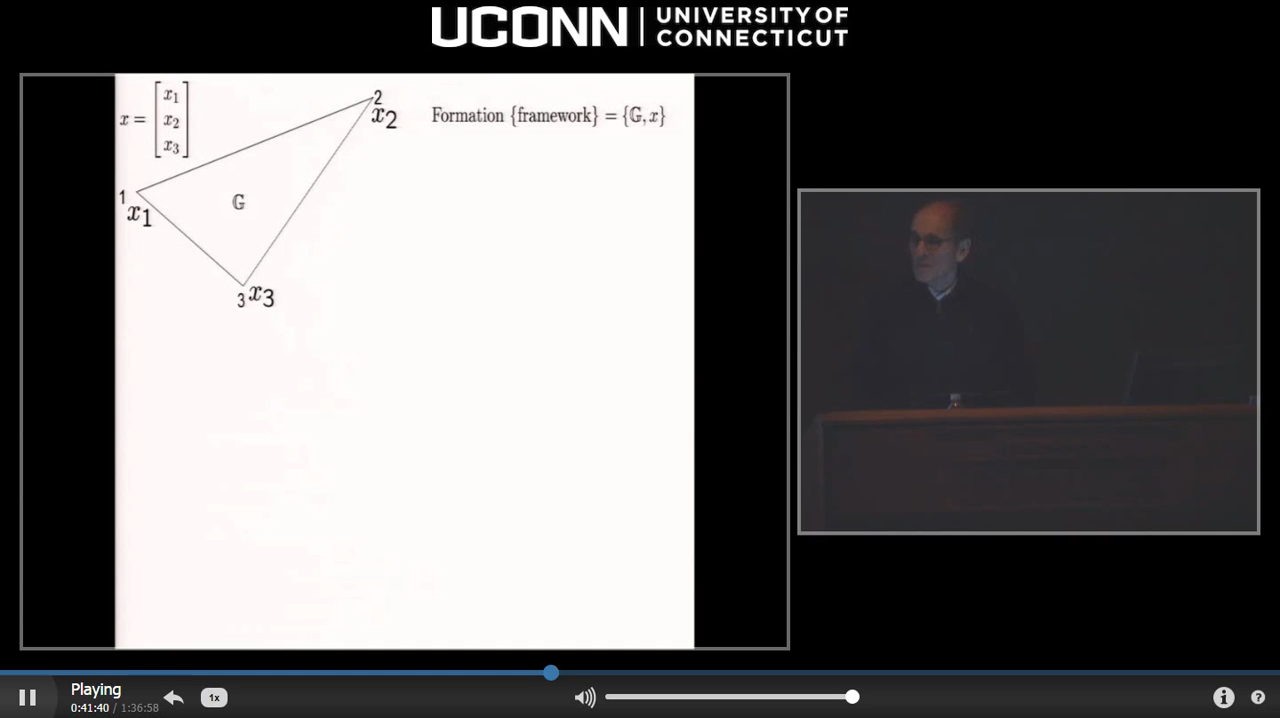 UCONN | UNIVERSITY OF
CONNECTICUT
x = [x1 x2 x3]
2
x2
Formation {framework} = {𝔾, x}
1
x1
𝔾
3 x3
Playing
0:41:40 / 1:36:58
1x
i
?